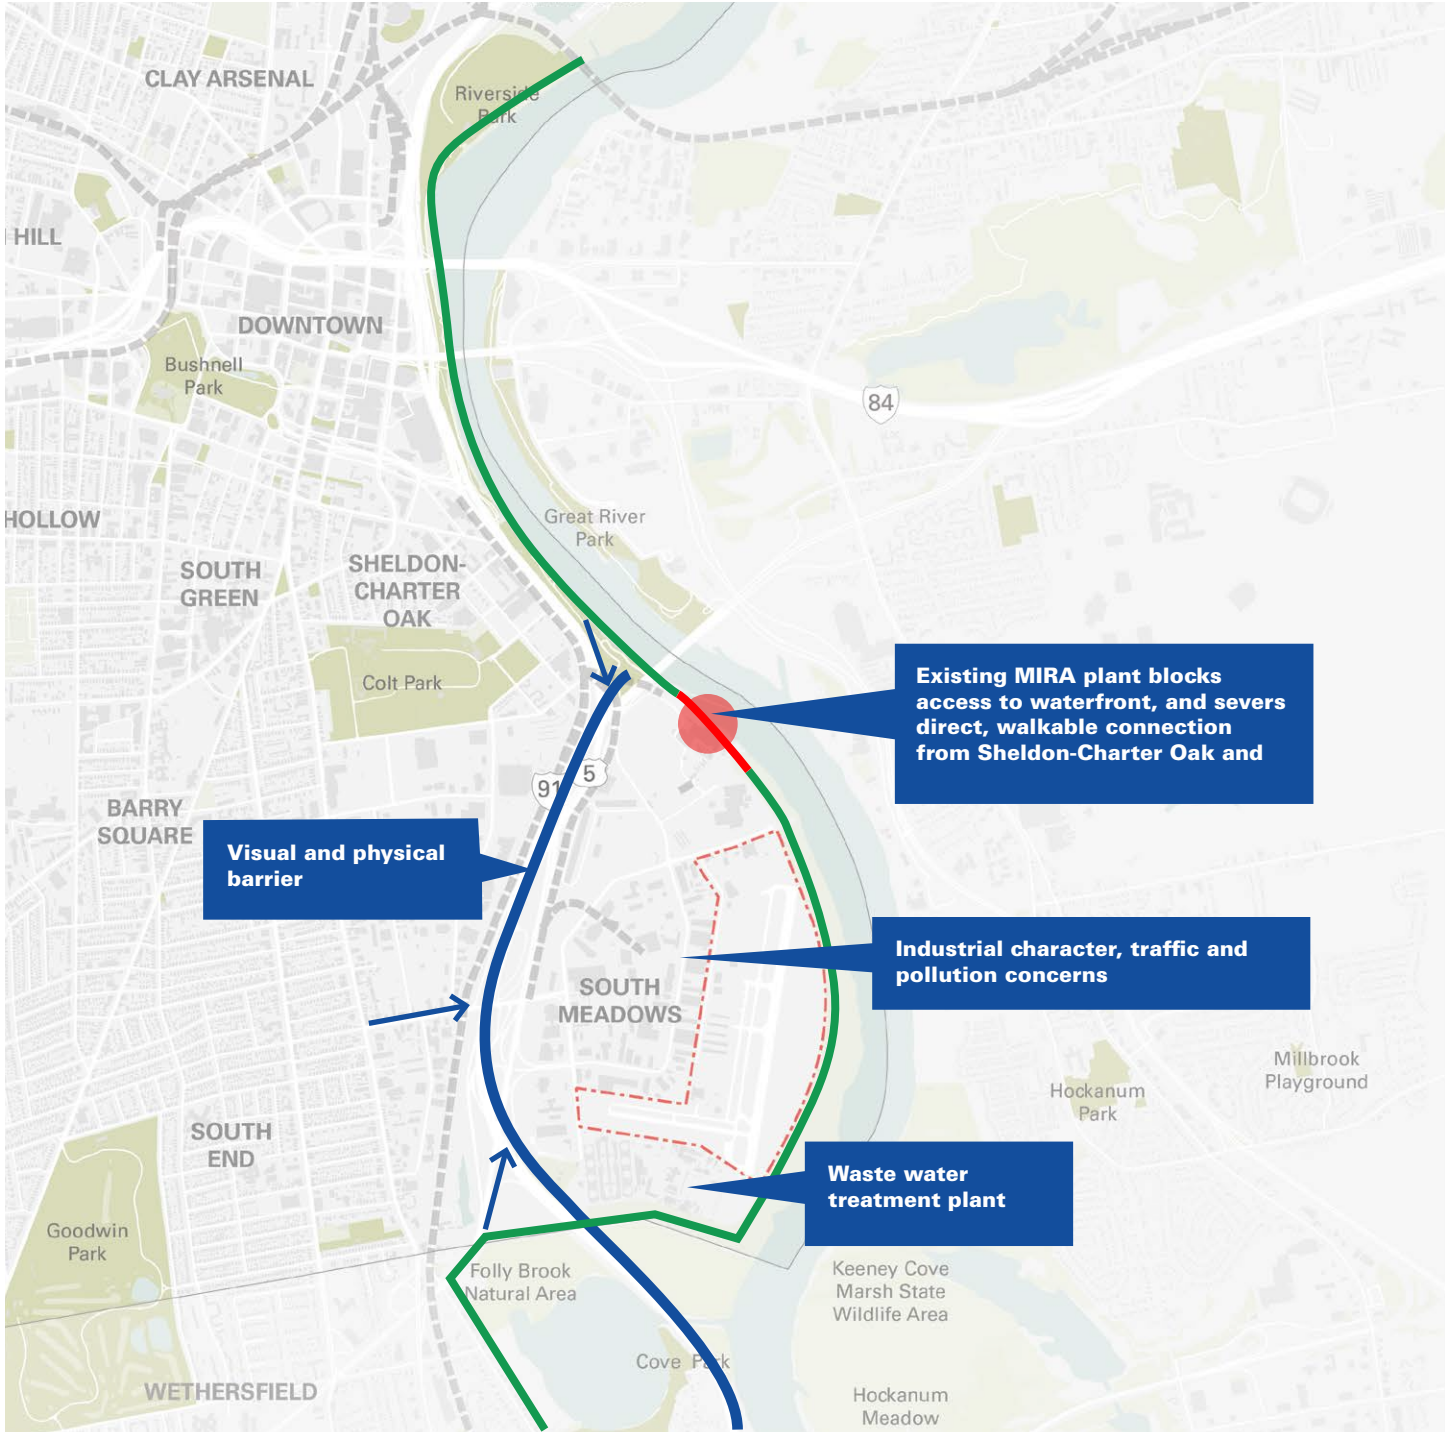 CLAY ARSENAL
Riverside
Park
HILL
DOWNTOWN
Bushnell
Park
84
HOLLOW
Great River
Park
SOUTH
GREEN
SHELDON-
CHARTER
OAK
Colt Park
Existing MIRA plant blocks
access to waterfront, and severs
direct, walkable connection
from Sheldon-Charter Oak and
91
5
BARRY
SQUARE
Visual and physical
barrier
Industrial character, traffic and
pollution concerns
SOUTH
MEADOWS
Millbrook
Playground
Hockanum
Park
SOUTH
END
Waste water
treatment plant
Goodwin
Park
Folly Brook
Natural Area
Keeney Cove
Marsh State
Wildlife Area
Cove Park
WETHERSFIELD
Hockanum
Meadow